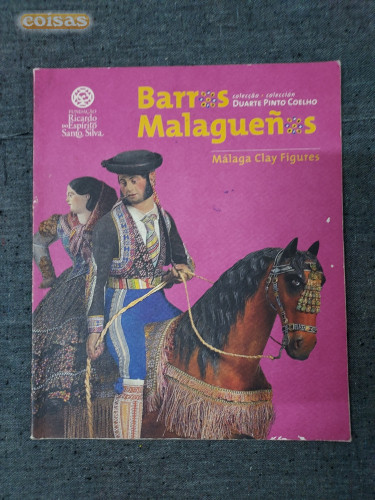 coisas
FUNDAÇÃO
Ricardo
DO Espírito
Santo Silva.
Barros
colecção - colección
DUARTE PINTO COELHO
Malagueños
Málaga Clay Figures